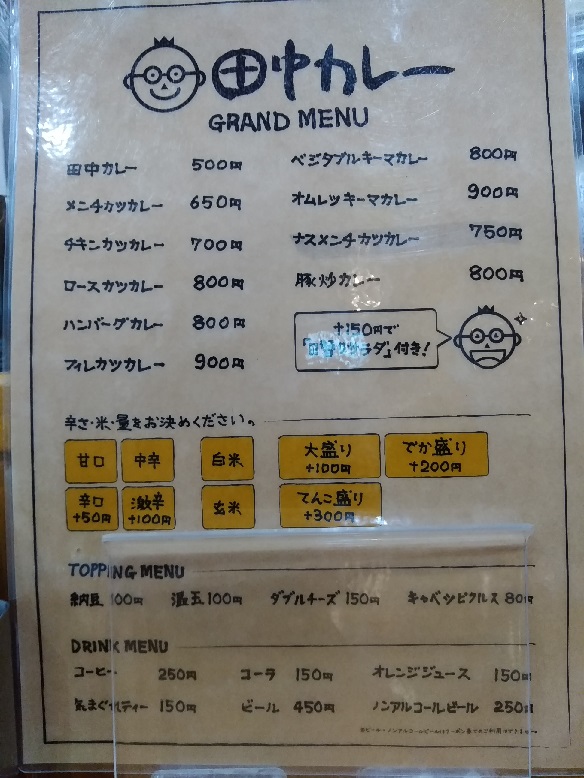 田中カレー
GRAND MENU
田中カレー 500円
メンチカツカレー 650円
チキンカツカレー 700円
ロースカツカレー 800円
ハンバーグカレー 800円
フィレカツカレー 900円
ベジタブルキーマカレー 800円
オムレツキーマカレー 900円
ナスメンチカツカレー 750円
豚炒カレー 800円
+150円で
サラダ」付き!
辛さ・米・量をお決めください。
甘口 中辛 白米 大盛り +100円 でか盛り +200円
辛口 +50円 激辛 +100円 玄米 てんこ盛り +300円
TOPPING MENU
納豆 100円 温玉 100円 ダブルチーズ 150円 キャベツピクルス 80円
DRINK MENU
コーヒー 250円 コーラ 150円 オレンジジュース 150円
気まぐれティー 150円 ビール 450円 ノンアルコールビール 250円